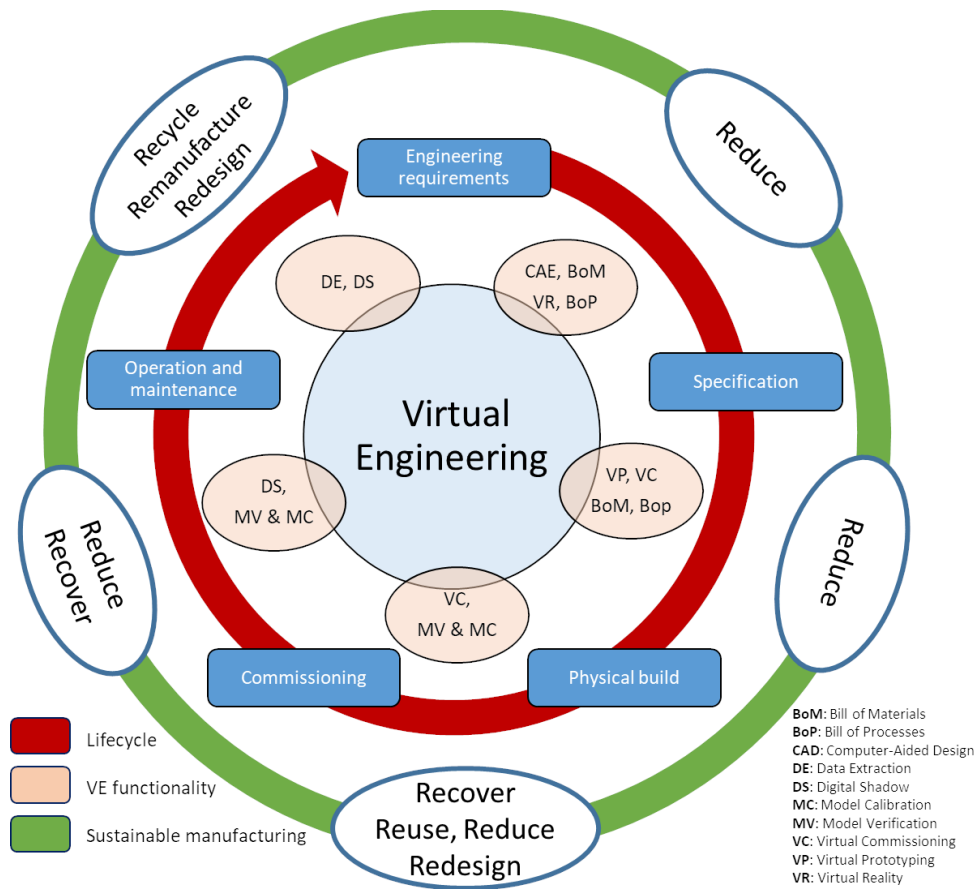 Recycle
Remanufacture
Redesign
Reduce
Engineering
requirements
DE, DS
CAE, BoM
VR, BoP
Operation and
maintenance
Specification
Virtual
Engineering
DS,
MV & MC
VP, VC
BoM, Bop
Reduce
Recover
Reduce
VC,
MV & MC
Commissioning
Physical build
Recover
Reuse, Reduce
Redesign
Lifecycle
VE functionality
Sustainable manufacturing
BoM: Bill of Materials
BoP: Bill of Processes
CAD: Computer-Aided Design
DE: Data Extraction
DS: Digital Shadow
MC: Model Calibration
MV: Model Verification
VC: Virtual Commissioning
VP: Virtual Prototyping
VR: Virtual Reality